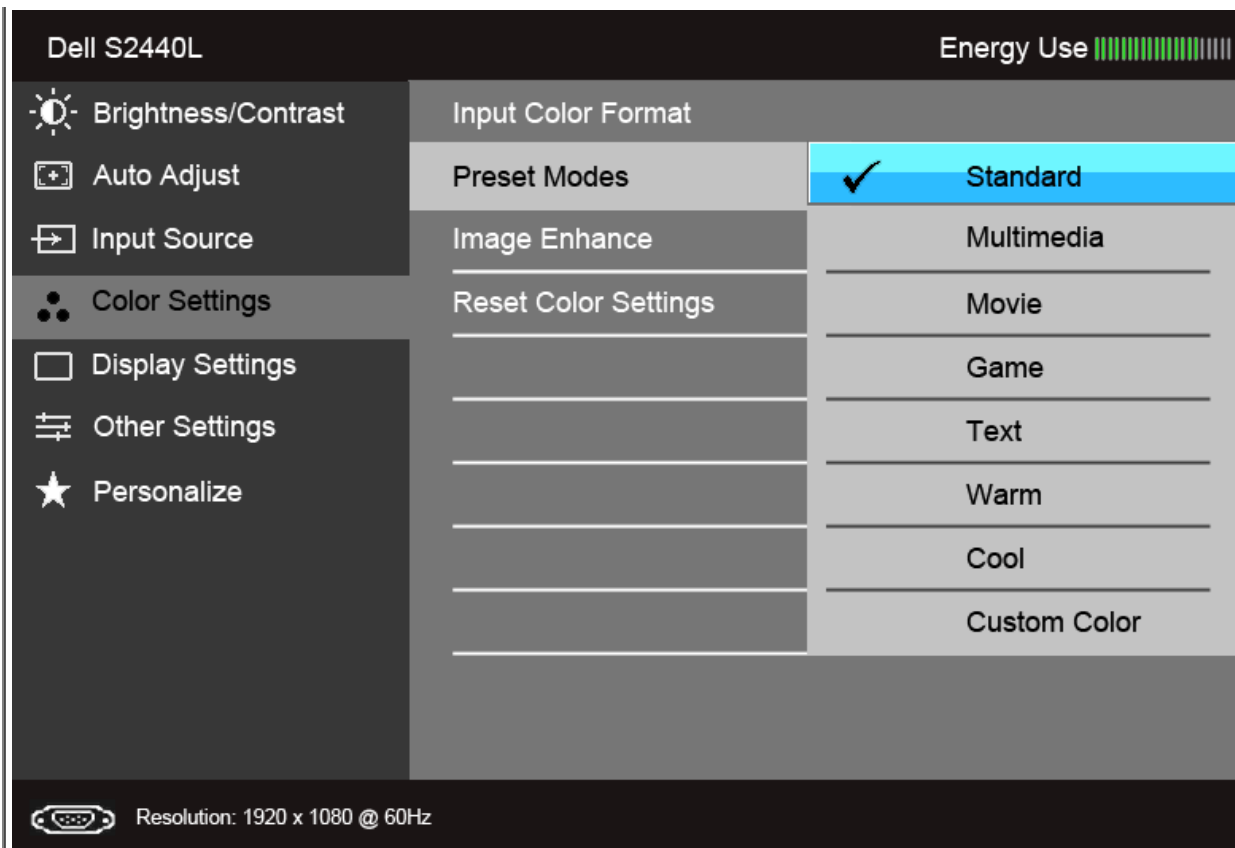 Dell S2440L Energy Use
Brightness/Contrast Input Color Format
Auto Adjust Preset Modes Standard
Input Source Image Enhance Multimedia
Color Settings Reset Color Settings Movie
Display Settings Game
Other Settings Text
Personalize Warm
Cool
Custom Color
Resolution: 1920 x 1080 @ 60Hz